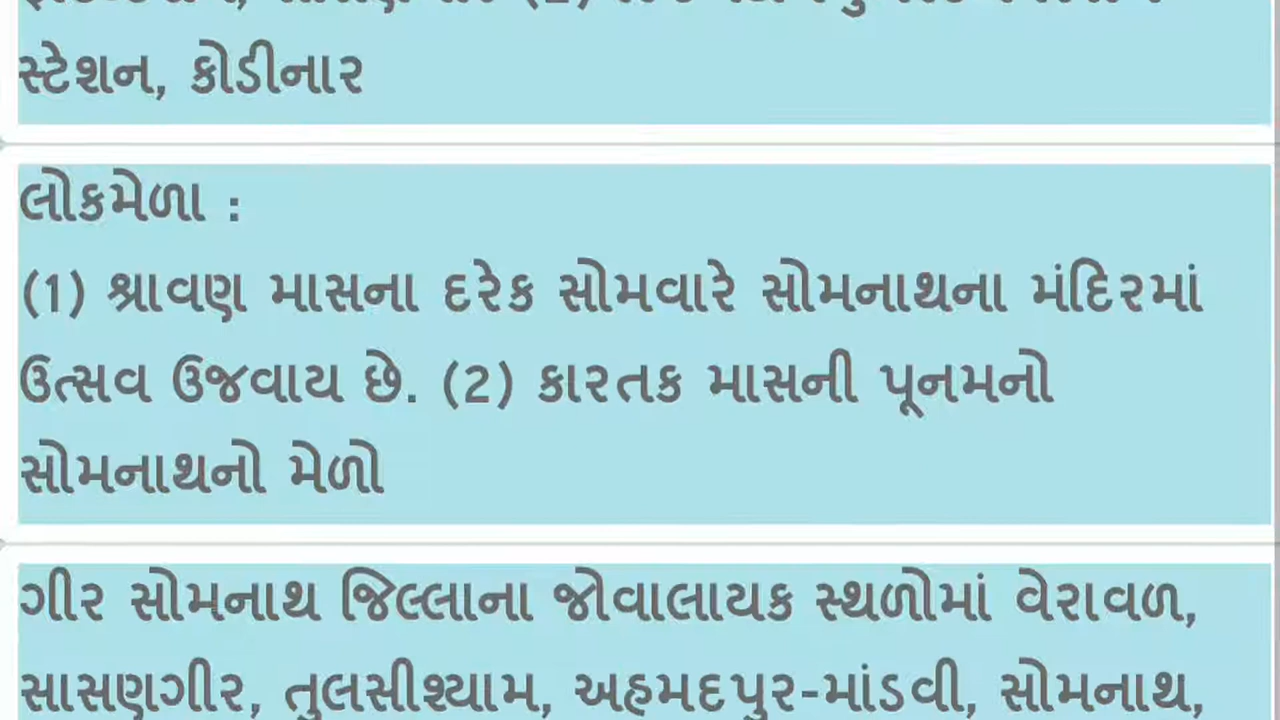 સ્ટેશન, કોડીનાર
લોકમેળા :
(1) શ્રાવણ માસના દરેક સોમવારે સોમનાથના મંદિરમાં
ઉત્સવ ઉજવાય છે. (2) કારતક માસની પૂનમનો
સોમનાથનો મેળો
ગીર સોમનાથ જિલ્લાના જોવાલાયક સ્થળોમાં વેરાવળ,
સાસણગીર, તુલસીશ્યામ, અહમદપુર-માંડવી, સોમનાથ,